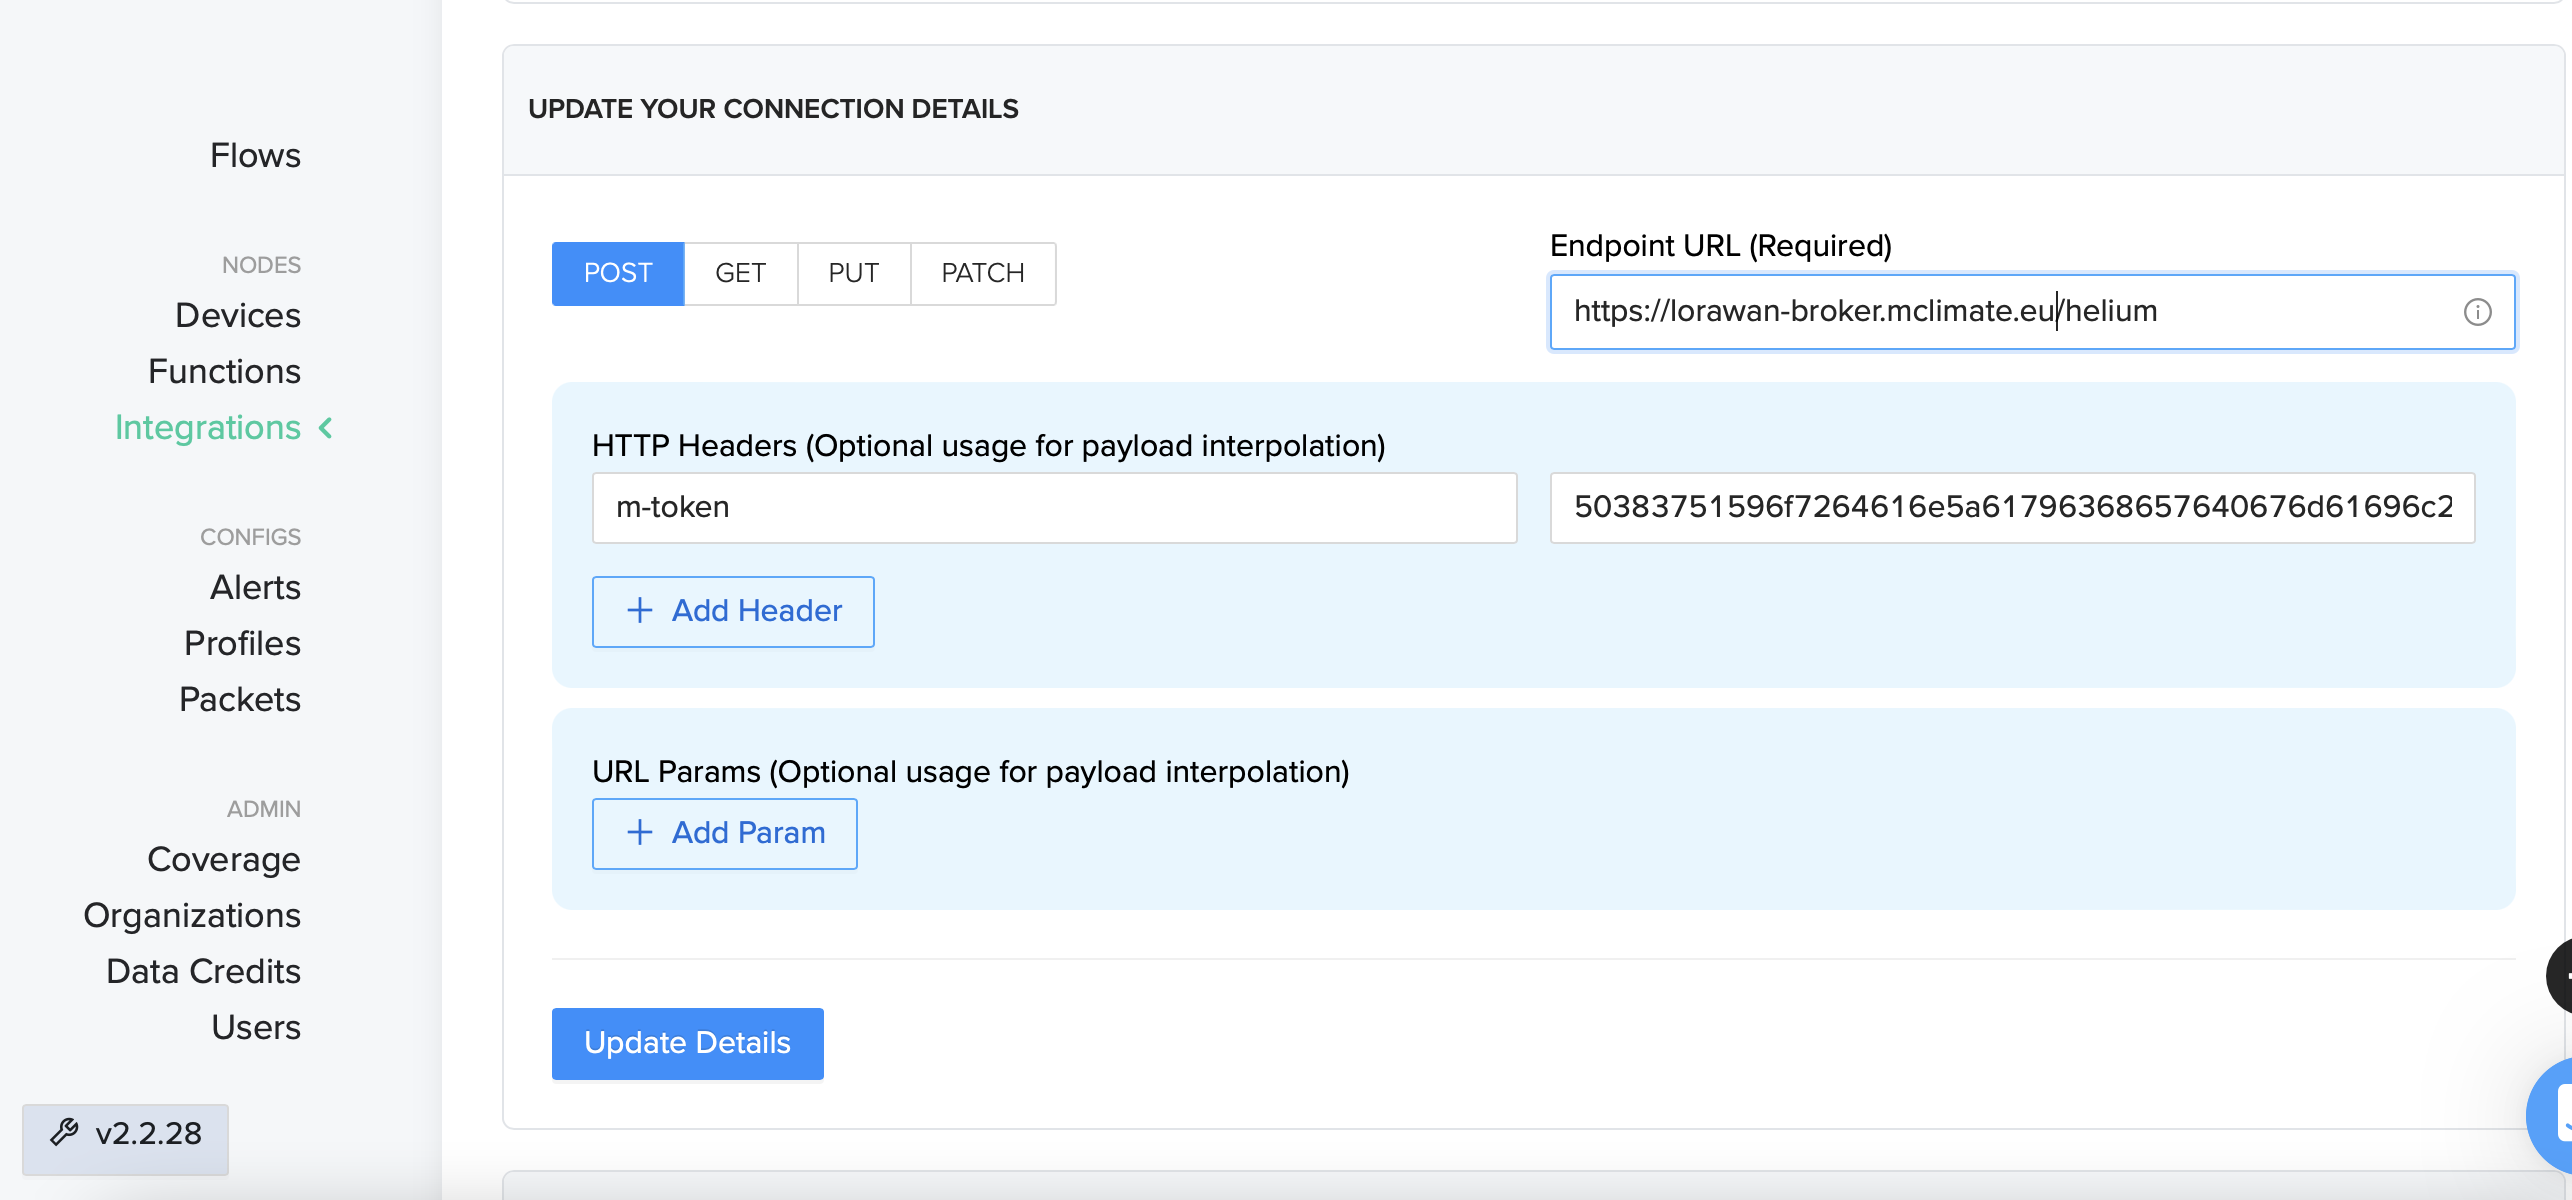 Flows
NODES
Devices
Functions
Integrations
CONFIGS
Alerts
Profiles
Packets
ADMIN
Coverage
Organizations
Data Credits
Users
v2.2.28
UPDATE YOUR CONNECTION DETAILS
POST GET PUT PATCH
Endpoint URL (Required)
https://lorawan-broker.mclimate.eu/helium
HTTP Headers (Optional usage for payload interpolation)
m-token
50383751596f7264616e5a61796368657640676d61696c2
+ Add Header
URL Params (Optional usage for payload interpolation)
+ Add Param
Update Details